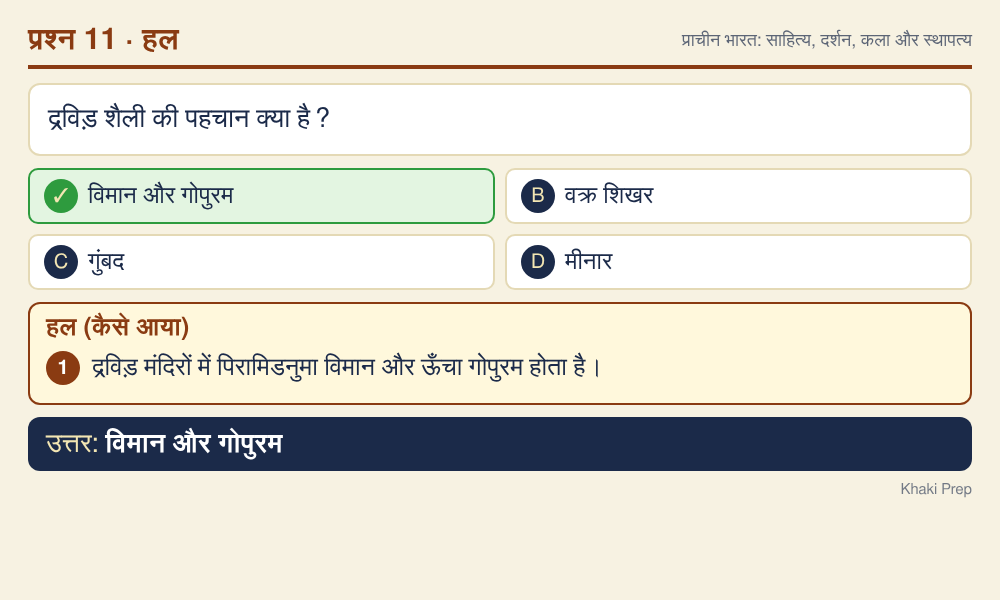 प्रश्न 11 · हल
प्राचीन भारत: साहित्य, दर्शन, कला और स्थापत्य
द्रविड़ शैली की पहचान क्या है ?
✓ विमान और गोपुरम
B वक्र शिखर
C गुंबद
D मीनार
हल (कैसे आया)
1 द्रविड़ मंदिरों में पिरामिडनुमा विमान और ऊँचा गोपुरम होता है।
उत्तर: विमान और गोपुरम
Khaki Prep